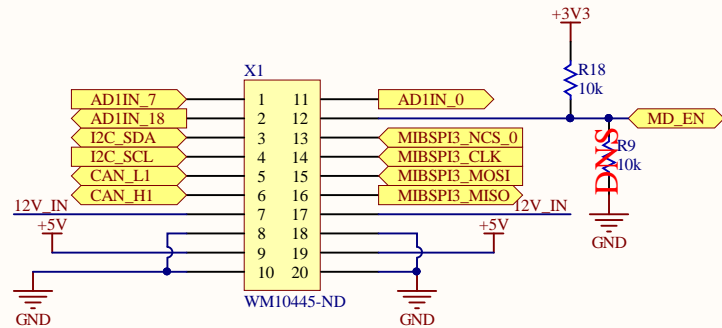 +3V3
X1
R18
10k
AD1IN_7 1 11 AD1IN_0
AD1IN_18 2 12 MD_EN
I2C_SDA 3 13 MIBSPI3_NCS_0
I2C_SCL 4 14 MIBSPI3_CLK
CAN_L1 5 15 MIBSPI3_MOSI
CAN_H1 6 16 MIBSPI3_MISO
12V_IN 7 17 12V_IN
8 18
+5V 9 19 +5V
10 20
R9
10k
DNS
GND
GND
WM10445-ND
GND